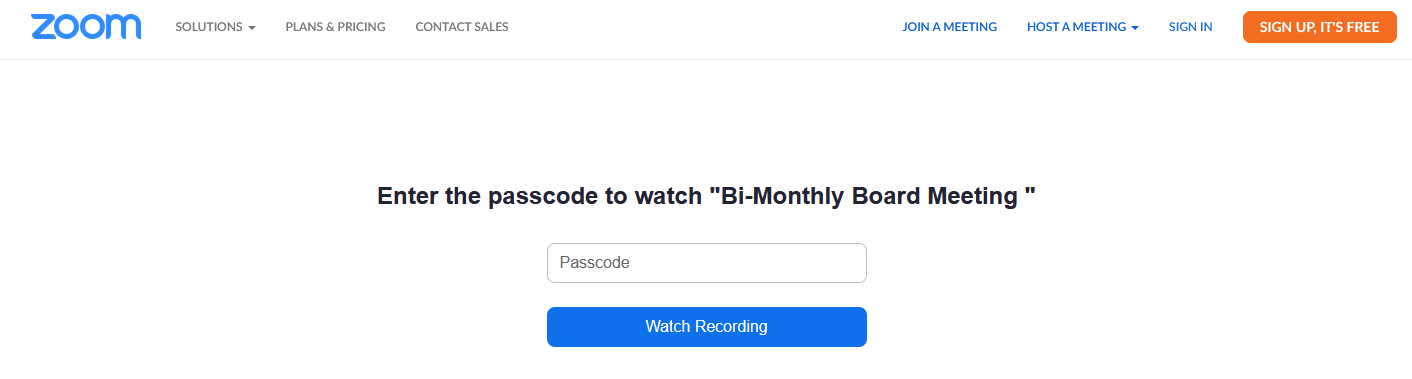 zoom SOLUTIONS PLANS & PRICING CONTACT SALES JOIN A MEETING HOST A MEETING SIGN IN SIGN UP, IT'S FREE
Enter the passcode to watch "Bi-Monthly Board Meeting "
Passcode
Watch Recording